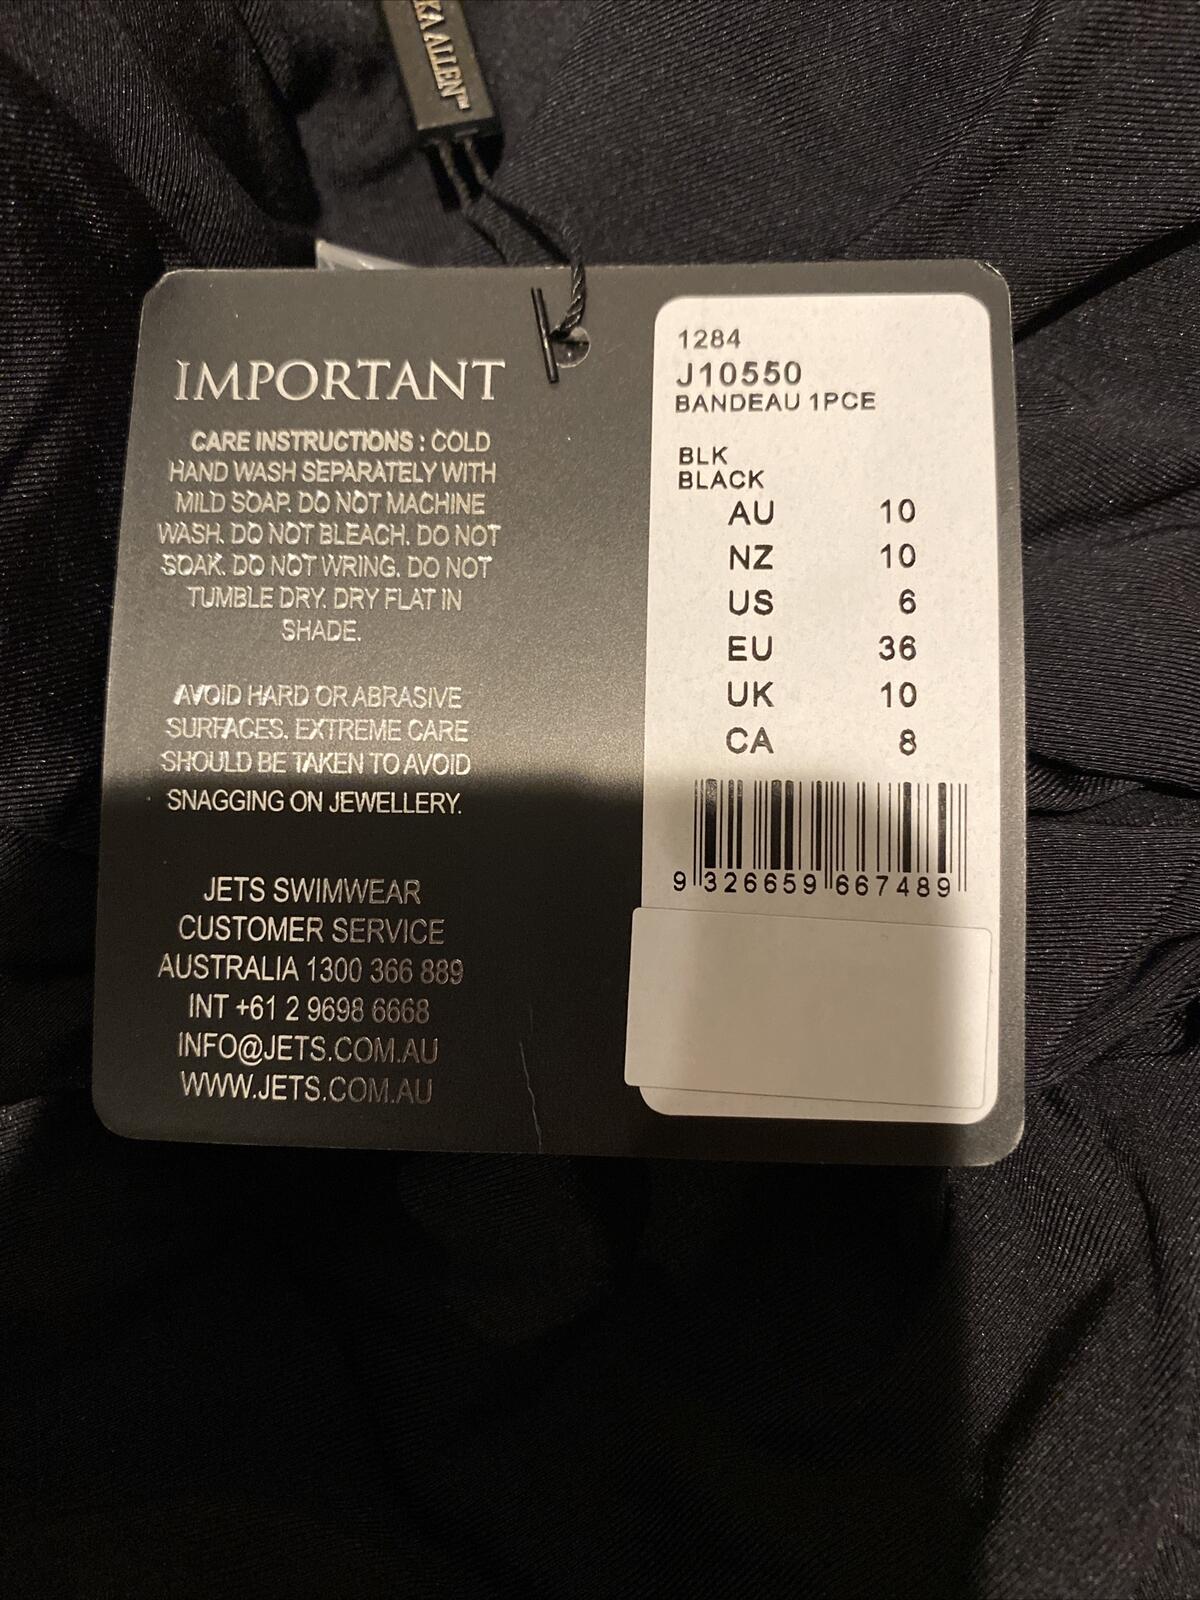 ALLEN™
IMPORTANT
CARE INSTRUCTIONS : COLD
HAND WASH SEPARATELY WITH
MILD SOAP. DO NOT MACHINE
WASH. DO NOT BLEACH. DO NOT
SOAK. DO NOT WRING. DO NOT
TUMBLE DRY. DRY FLAT IN
SHADE.
AVOID HARD OR ABRASIVE
SURFACES. EXTREME CARE
SHOULD BE TAKEN TO AVOID
SNAGGING ON JEWELLERY.
JETS SWIMWEAR
CUSTOMER SERVICE
AUSTRALIA 1300 366 889
INT +61 2 9698 6668
INFO@JETS.COM.AU
WWW.JETS.COM.AU
1284
J10550
BANDEAU 1PCE
BLK
BLACK
AU 10
NZ 10
US 6
EU 36
UK 10
CA 8
9 326659 667489